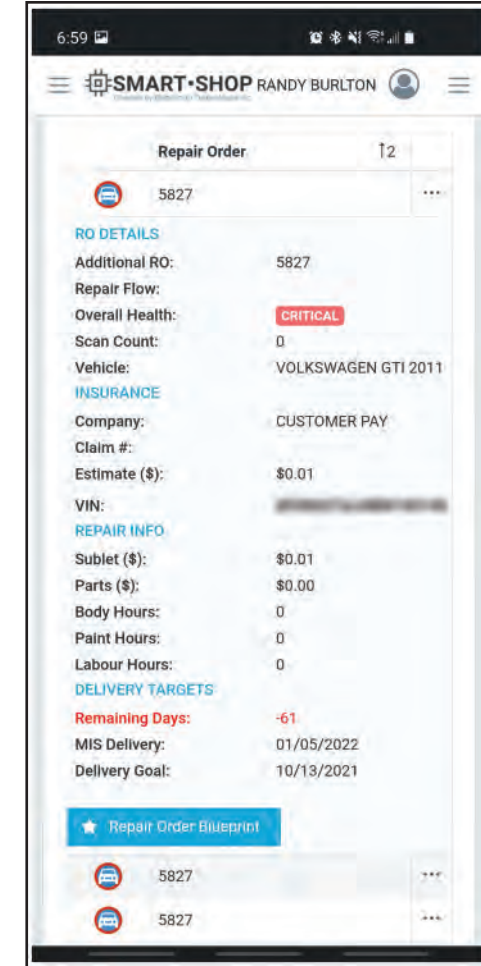 6:59
SMART·SHOP RANDY BURLTON
Repair Order ↑2
5827 ...
RO DETAILS
Additional RO: 5827
Repair Flow:
Overall Health: CRITICAL
Scan Count: 0
Vehicle: VOLKSWAGEN GTI 2011
INSURANCE
Company: CUSTOMER PAY
Claim #:
Estimate ($): $0.01
VIN:
REPAIR INFO
Sublet ($): $0.01
Parts ($): $0.00
Body Hours: 0
Paint Hours: 0
Labour Hours: 0
DELIVERY TARGETS
Remaining Days: -61
MIS Delivery: 01/05/2022
Delivery Goal: 10/13/2021
Repair Order Blueprint
5827 ...
5827 ...